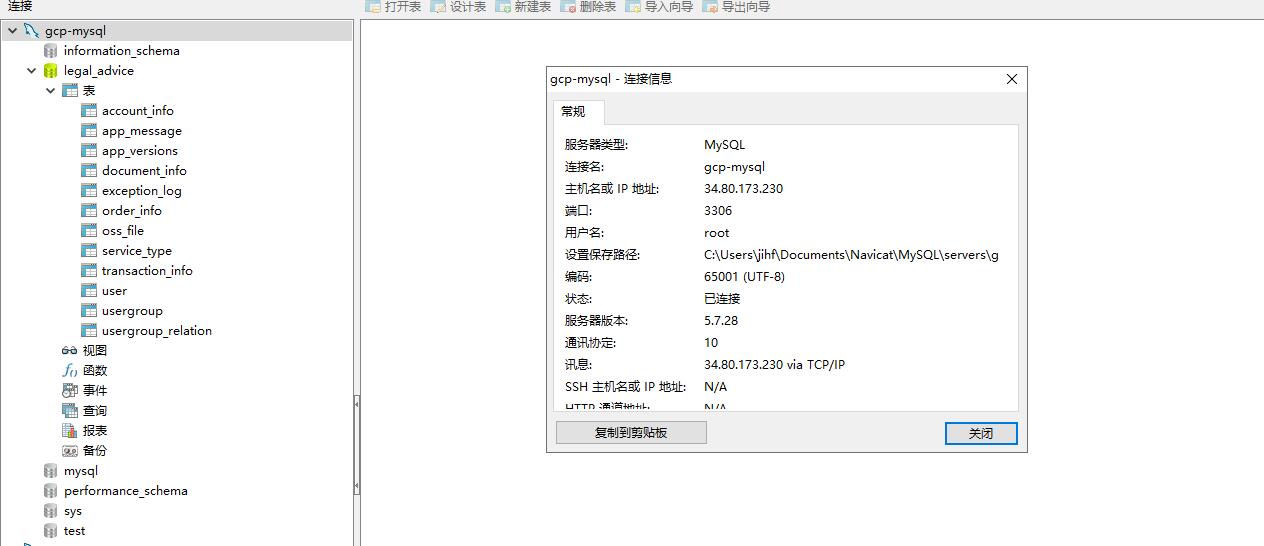 连接
打开表 设计表 新建表 删除表 导入向导 导出向导
gcp-mysql
information_schema
legal_advice
表
account_info
app_message
app_versions
document_info
exception_log
order_info
oss_file
service_type
transaction_info
user
usergroup
usergroup_relation
视图
f()
函数
事件
查询
报表
备份
mysql
performance_schema
sys
test
gcp-mysql - 连接信息
常规
服务器类型: MySQL
连接名: gcp-mysql
主机名或 IP 地址: 34.80.173.230
端口: 3306
用户名: root
设置保存路径: C:\Users\jihf\Documents\Navicat\MySQL\servers\g
编码: 65001 (UTF-8)
状态: 已连接
服务器版本: 5.7.28
通讯协定: 10
讯息: 34.80.173.230 via TCP/IP
SSH 主机名或 IP 地址: N/A
HTTP 通道地址: N/A
复制到剪贴板 关闭